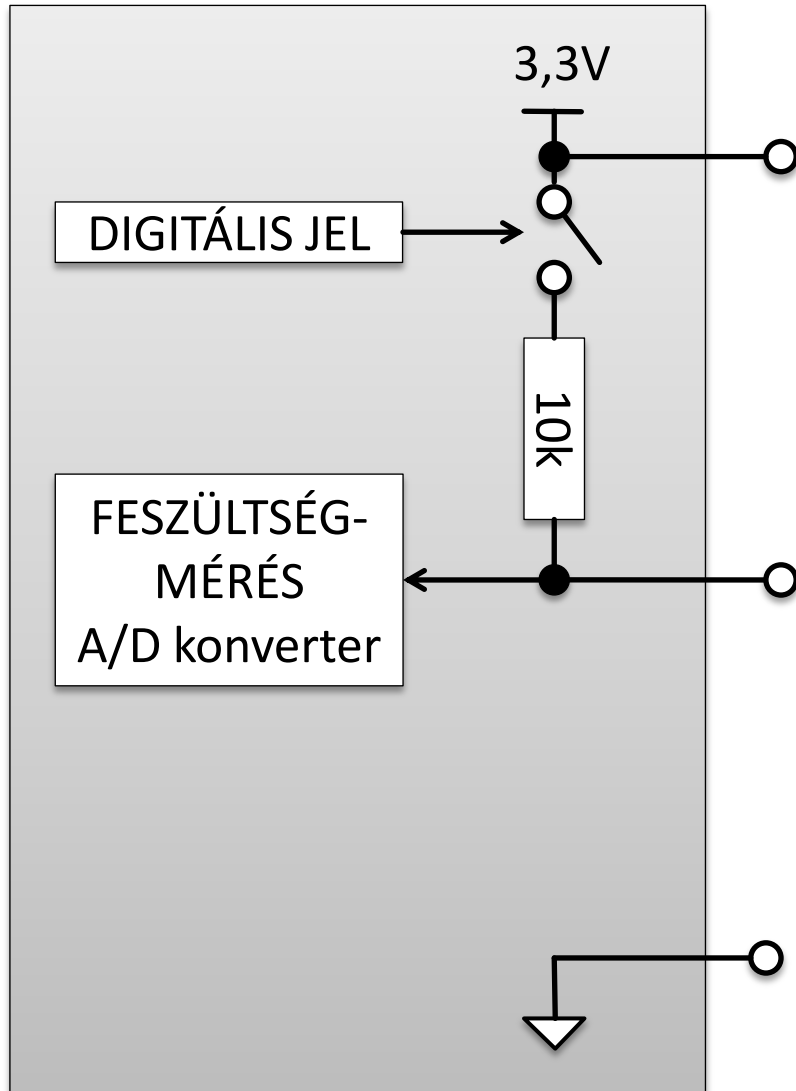 3,3V
DIGITÁLIS JEL
10k
FESZÜLTSÉG-
MÉRÉS
A/D konverter